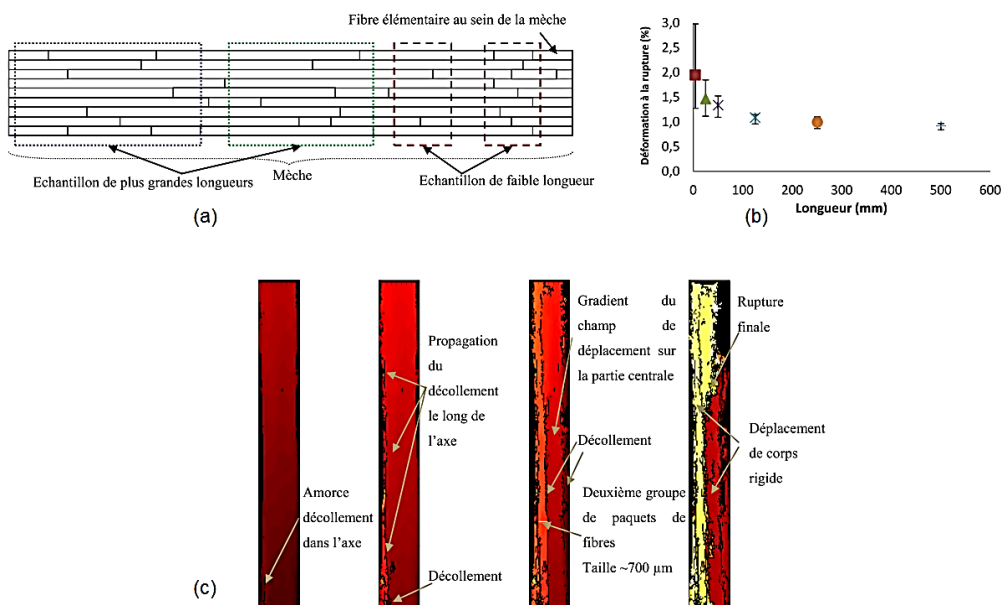 Fibre élémentaire au sein de la mèche
Echantillon de plus grandes longueurs
Mèche
Echantillon de faible longueur
(a)
Déformation à la rupture (%)
3,0
2,5
2,0
1,5
1,0
0,5
0,0
0
100
200
300
400
500
600
Longueur (mm)
(b)
Amorce
décollement
dans l'axe
Propagation
du
décollement
le long de
l'axe
Décollement
Gradient du
champ de
déplacement sur
la partie centrale
Décollement
Deuxième groupe
de paquets de
fibres
Taille ~700 µm
Rupture
finale
Déplacement
de corps
rigide
(c)